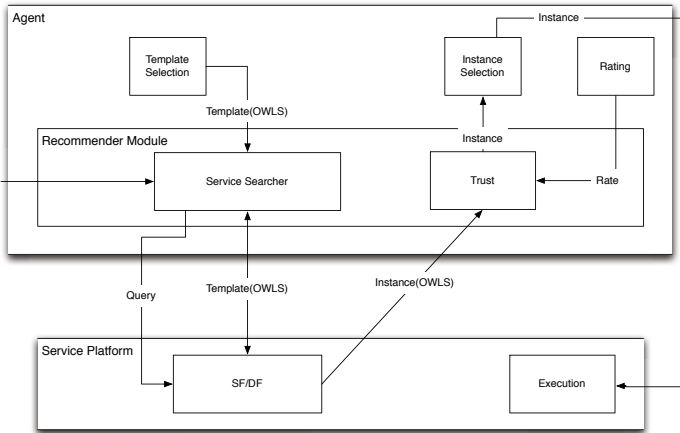 Agent
Instance
Template
Selection
Instance
Selection
Rating
Template(OWLS)
Recommender Module
Instance
Service Searcher
Trust
Rate
Query
Template(OWLS)
Instance(OWLS)
Service Platform
SF/DF
Execution